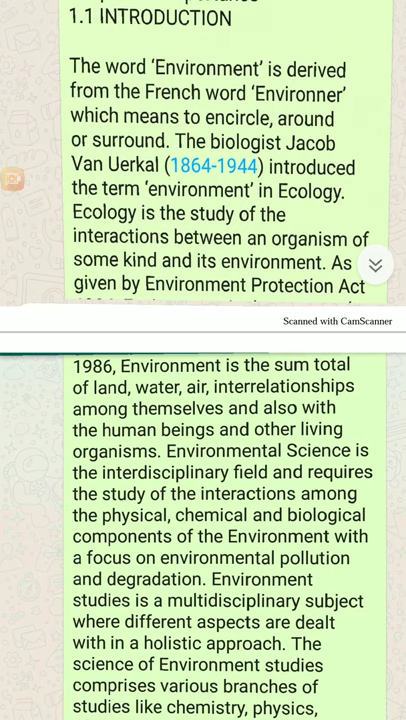 1.1 INTRODUCTION
The word ‘Environment’ is derived
from the French word ‘Environner’
which means to encircle, around
or surround. The biologist Jacob
Van Uerkal (1864-1944) introduced
the term ‘environment’ in Ecology.
Ecology is the study of the
interactions between an organism of
some kind and its environment. As
given by Environment Protection Act
Scanned with CamScanner
1986, Environment is the sum total
of land, water, air, interrelationships
among themselves and also with
the human beings and other living
organisms. Environmental Science is
the interdisciplinary field and requires
the study of the interactions among
the physical, chemical and biological
components of the Environment with
a focus on environmental pollution
and degradation. Environment
studies is a multidisciplinary subject
where different aspects are dealt
with in a holistic approach. The
science of Environment studies
comprises various branches of
studies like chemistry, physics,